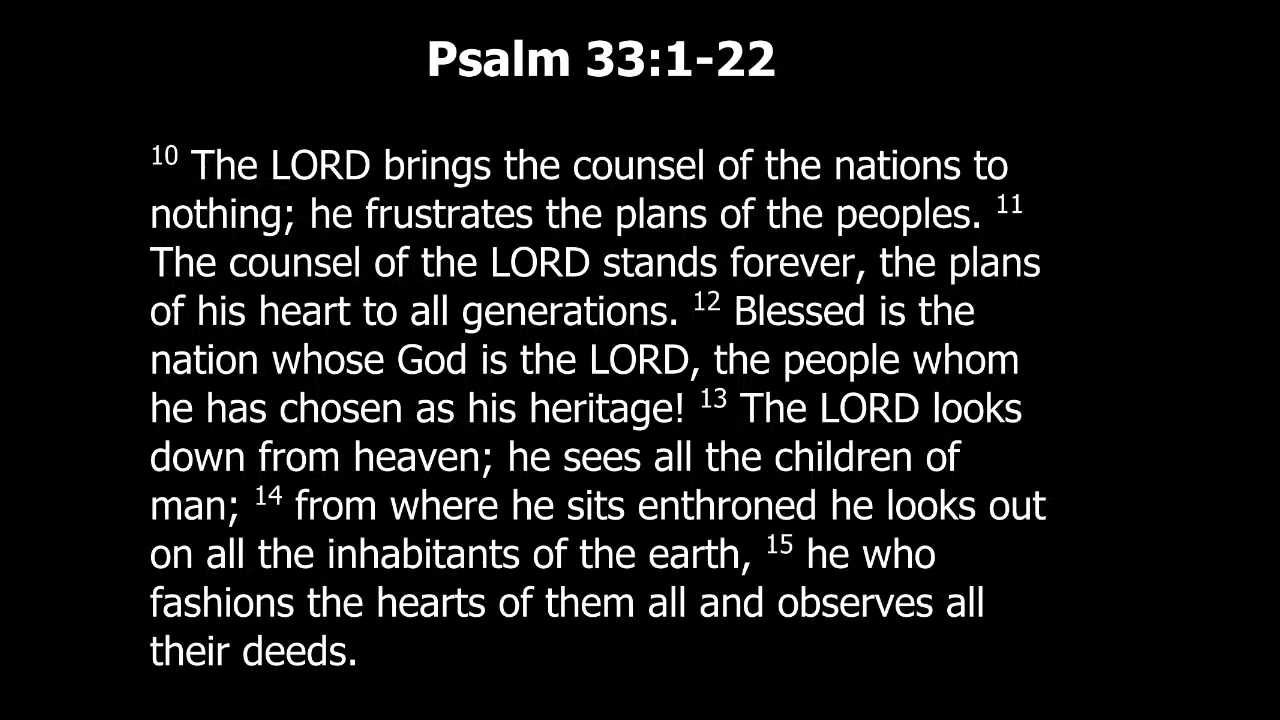 Psalm 33:1-22
10 The LORD brings the counsel of the nations to
nothing; he frustrates the plans of the peoples. 11
The counsel of the LORD stands forever, the plans
of his heart to all generations. 12 Blessed is the
nation whose God is the LORD, the people whom
he has chosen as his heritage! 13 The LORD looks
down from heaven; he sees all the children of
man; 14 from where he sits enthroned he looks out
on all the inhabitants of the earth, 15 he who
fashions the hearts of them all and observes all
their deeds.